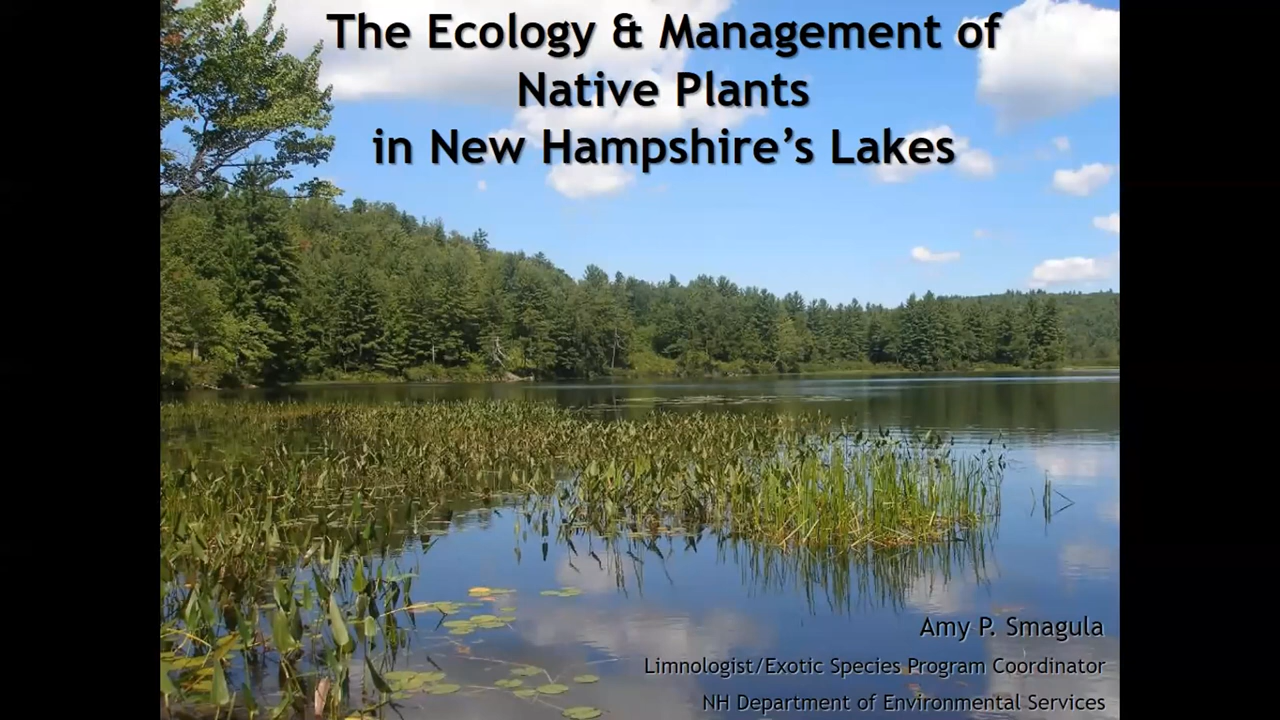 The Ecology & Management of
Native Plants
in New Hampshire’s Lakes
Amy P. Smagula
Limnologist/Exotic Species Program Coordinator
NH Department of Environmental Services